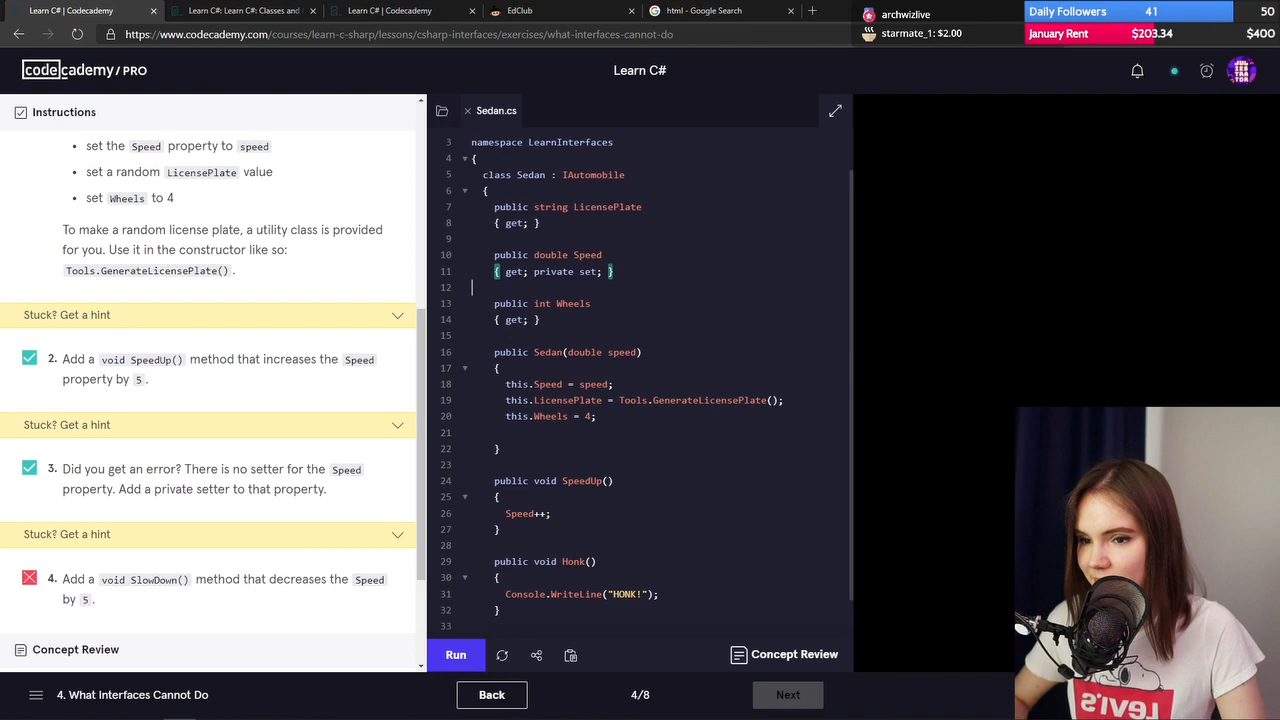 Learn C# | Codecademy
Learn C#: Learn C#: Classes and
Learn C# | Codecademy
EdClub
html - Google Search
archwizlive
starmate_1: $2.00
Daily Followers 41 50
January Rent $203.34 $400
https://www.codecademy.com/courses/learn-c-sharp/lessons/csharp-interfaces/exercises/what-interfaces-cannot-do
codecademy/PRO
Learn C#
Instructions
• set the Speed property to speed
• set a random LicensePlate value
• set Wheels to 4
To make a random license plate, a utility class is provided
for you. Use it in the constructor like so:
Tools.GenerateLicensePlate().
Stuck? Get a hint
2. Add a void SpeedUp() method that increases the Speed
property by 5.
Stuck? Get a hint
3. Did you get an error? There is no setter for the Speed
property. Add a private setter to that property.
Stuck? Get a hint
4. Add a void SlowDown() method that decreases the Speed
by 5.
Concept Review
Sedan.cs
3 namespace LearnInterfaces
4 {
5 class Sedan : IAutomobile
6 {
7 public string LicensePlate
8 { get; }
9
10 public double Speed
11 { get; private set; }
12
13 public int Wheels
14 { get; }
15
16 public Sedan(double speed)
17 {
18 this.Speed = speed;
19 this.LicensePlate = Tools.GenerateLicensePlate();
20 this.Wheels = 4;
21
22 }
23
24 public void SpeedUp()
25 {
26 Speed++;
27 }
28
29 public void Honk()
30 {
31 Console.WriteLine("HONK!");
32 }
33
Run
Concept Review
4. What Interfaces Cannot Do
Back
4/8
Next
LEVI'S